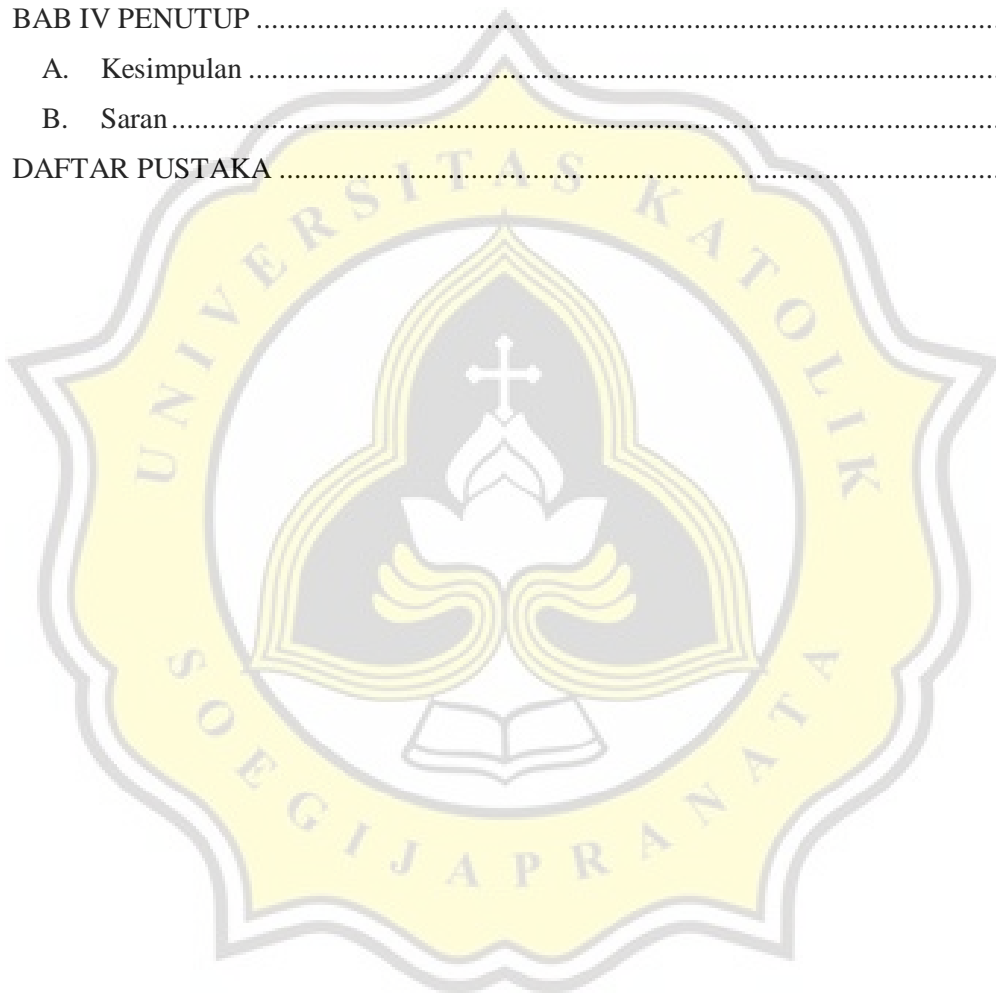 BAB IV PENUTUP ........................................................................................................
A. Kesimpulan ........................................................................................................
B. Saran ........................................................................................................
DAFTAR PUSTAKA ........................................................................................................
UNIVERSITAS KATOLIK
SOEGIJAPRANATA